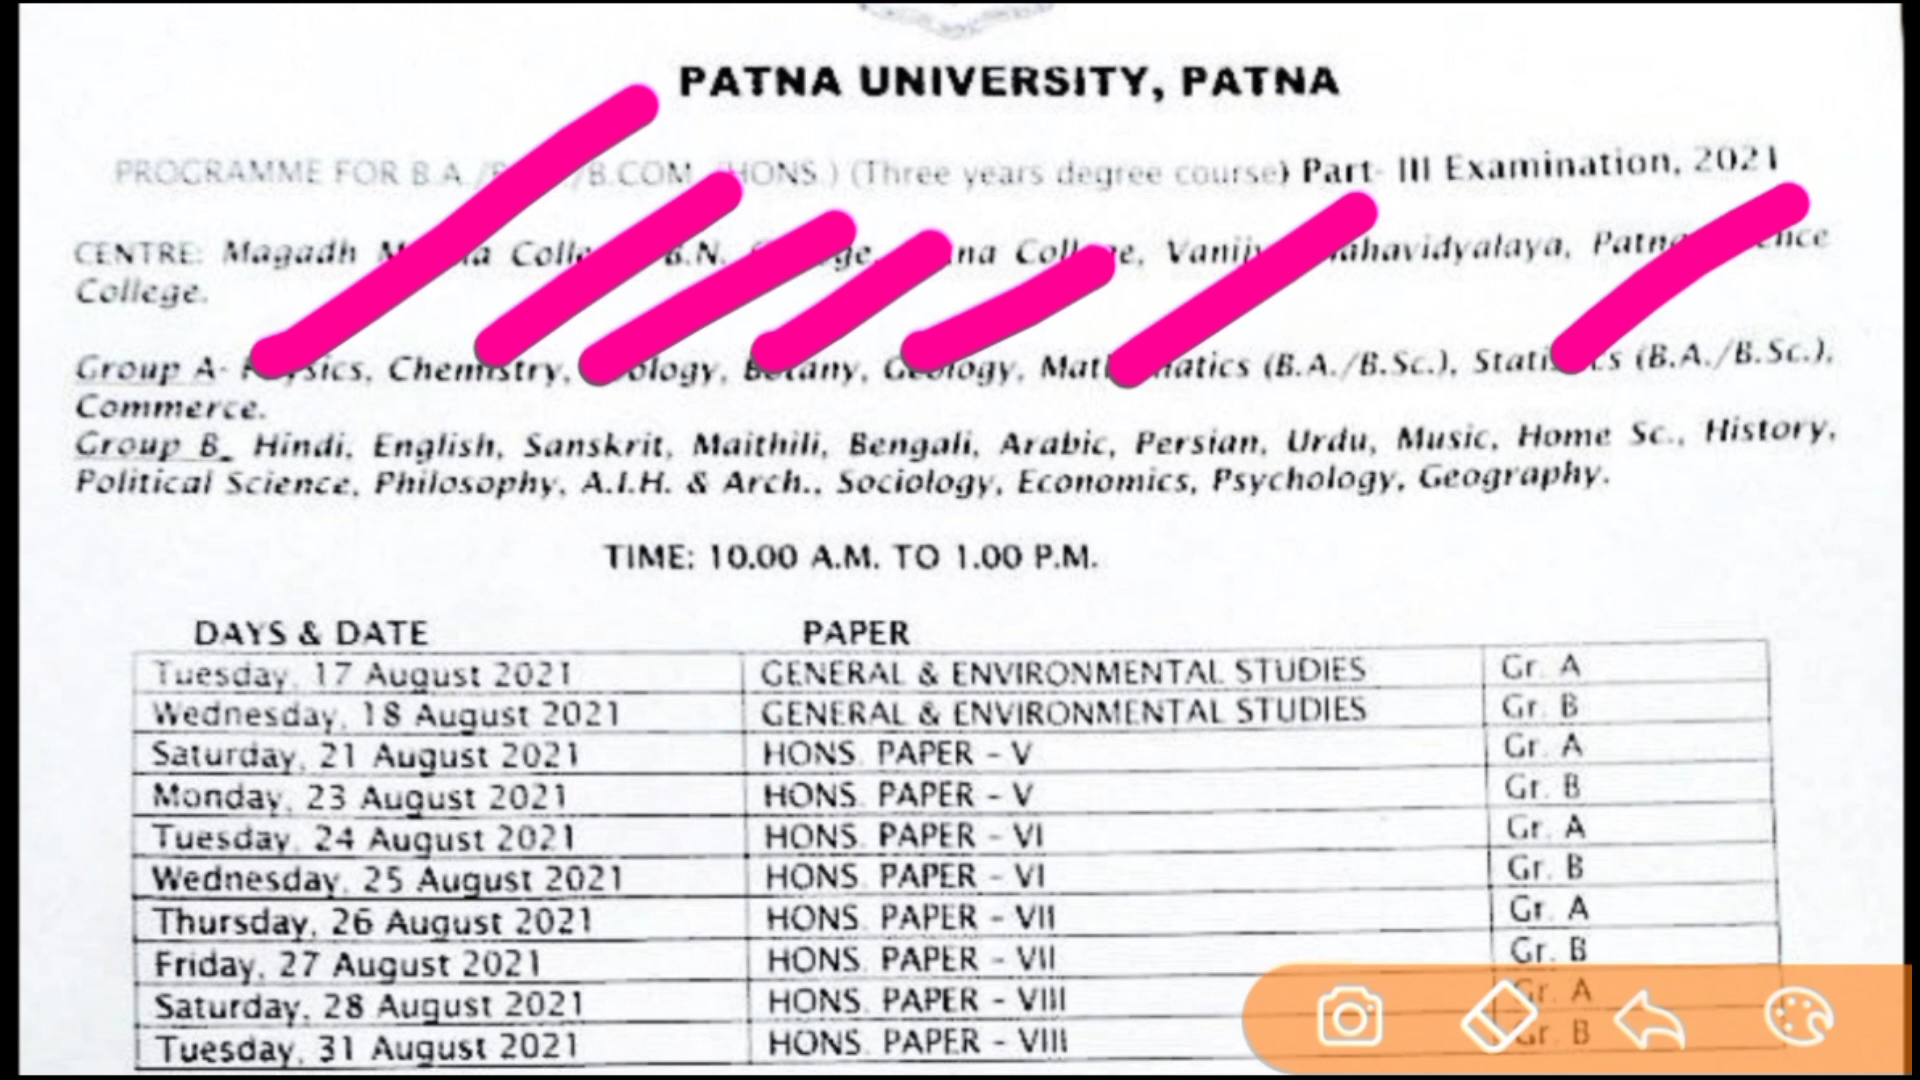 PATNA UNIVERSITY, PATNA
PROGRAMME FOR B.A./ /B.COM. (HONS.) (Three years degree course) Part- III Examination, 2021
CENTRE: Magadh B.N. Mahavidyalaya,
College.
Group A- Chemistry, Botany, Geology, (B.A./B.Sc.), (B.A./B.Sc.),
Commerce.
Group B_ Hindi, English, Sanskrit, Maithili, Bengali, Arabic, Persian, Urdu, Music, Home Sc., History,
Political Science, Philosophy, A.I.H. & Arch., Sociology, Economics, Psychology, Geography.
TIME: 10.00 A.M. TO 1.00 P.M.
DAYS & DATE PAPER
Tuesday, 17 August 2021 GENERAL & ENVIRONMENTAL STUDIES Gr. A
Wednesday, 18 August 2021 GENERAL & ENVIRONMENTAL STUDIES Gr. B
Saturday, 21 August 2021 HONS. PAPER - V Gr. A
Monday, 23 August 2021 HONS. PAPER - V Gr. B
Tuesday, 24 August 2021 HONS. PAPER - VI Gr. A
Wednesday, 25 August 2021 HONS. PAPER - VI Gr. B
Thursday, 26 August 2021 HONS. PAPER - VII Gr. A
Friday, 27 August 2021 HONS. PAPER - VII Gr. B
Saturday, 28 August 2021 HONS. PAPER - VIII Gr. A
Tuesday, 31 August 2021 HONS. PAPER - VIII Gr. B